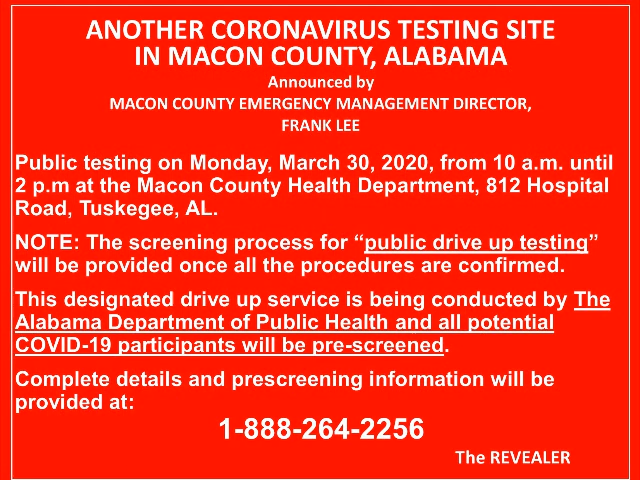 ANOTHER CORONAVIRUS TESTING SITE
IN MACON COUNTY, ALABAMA
Announced by
MACON COUNTY EMERGENCY MANAGEMENT DIRECTOR,
FRANK LEE
Public testing on Monday, March 30, 2020, from 10 a.m. until
2 p.m at the Macon County Health Department, 812 Hospital
Road, Tuskegee, AL.
NOTE: The screening process for “public drive up testing”
will be provided once all the procedures are confirmed.
This designated drive up service is being conducted by The
Alabama Department of Public Health and all potential
COVID-19 participants will be pre-screened.
Complete details and prescreening information will be
provided at:
1-888-264-2256
The REVEALER